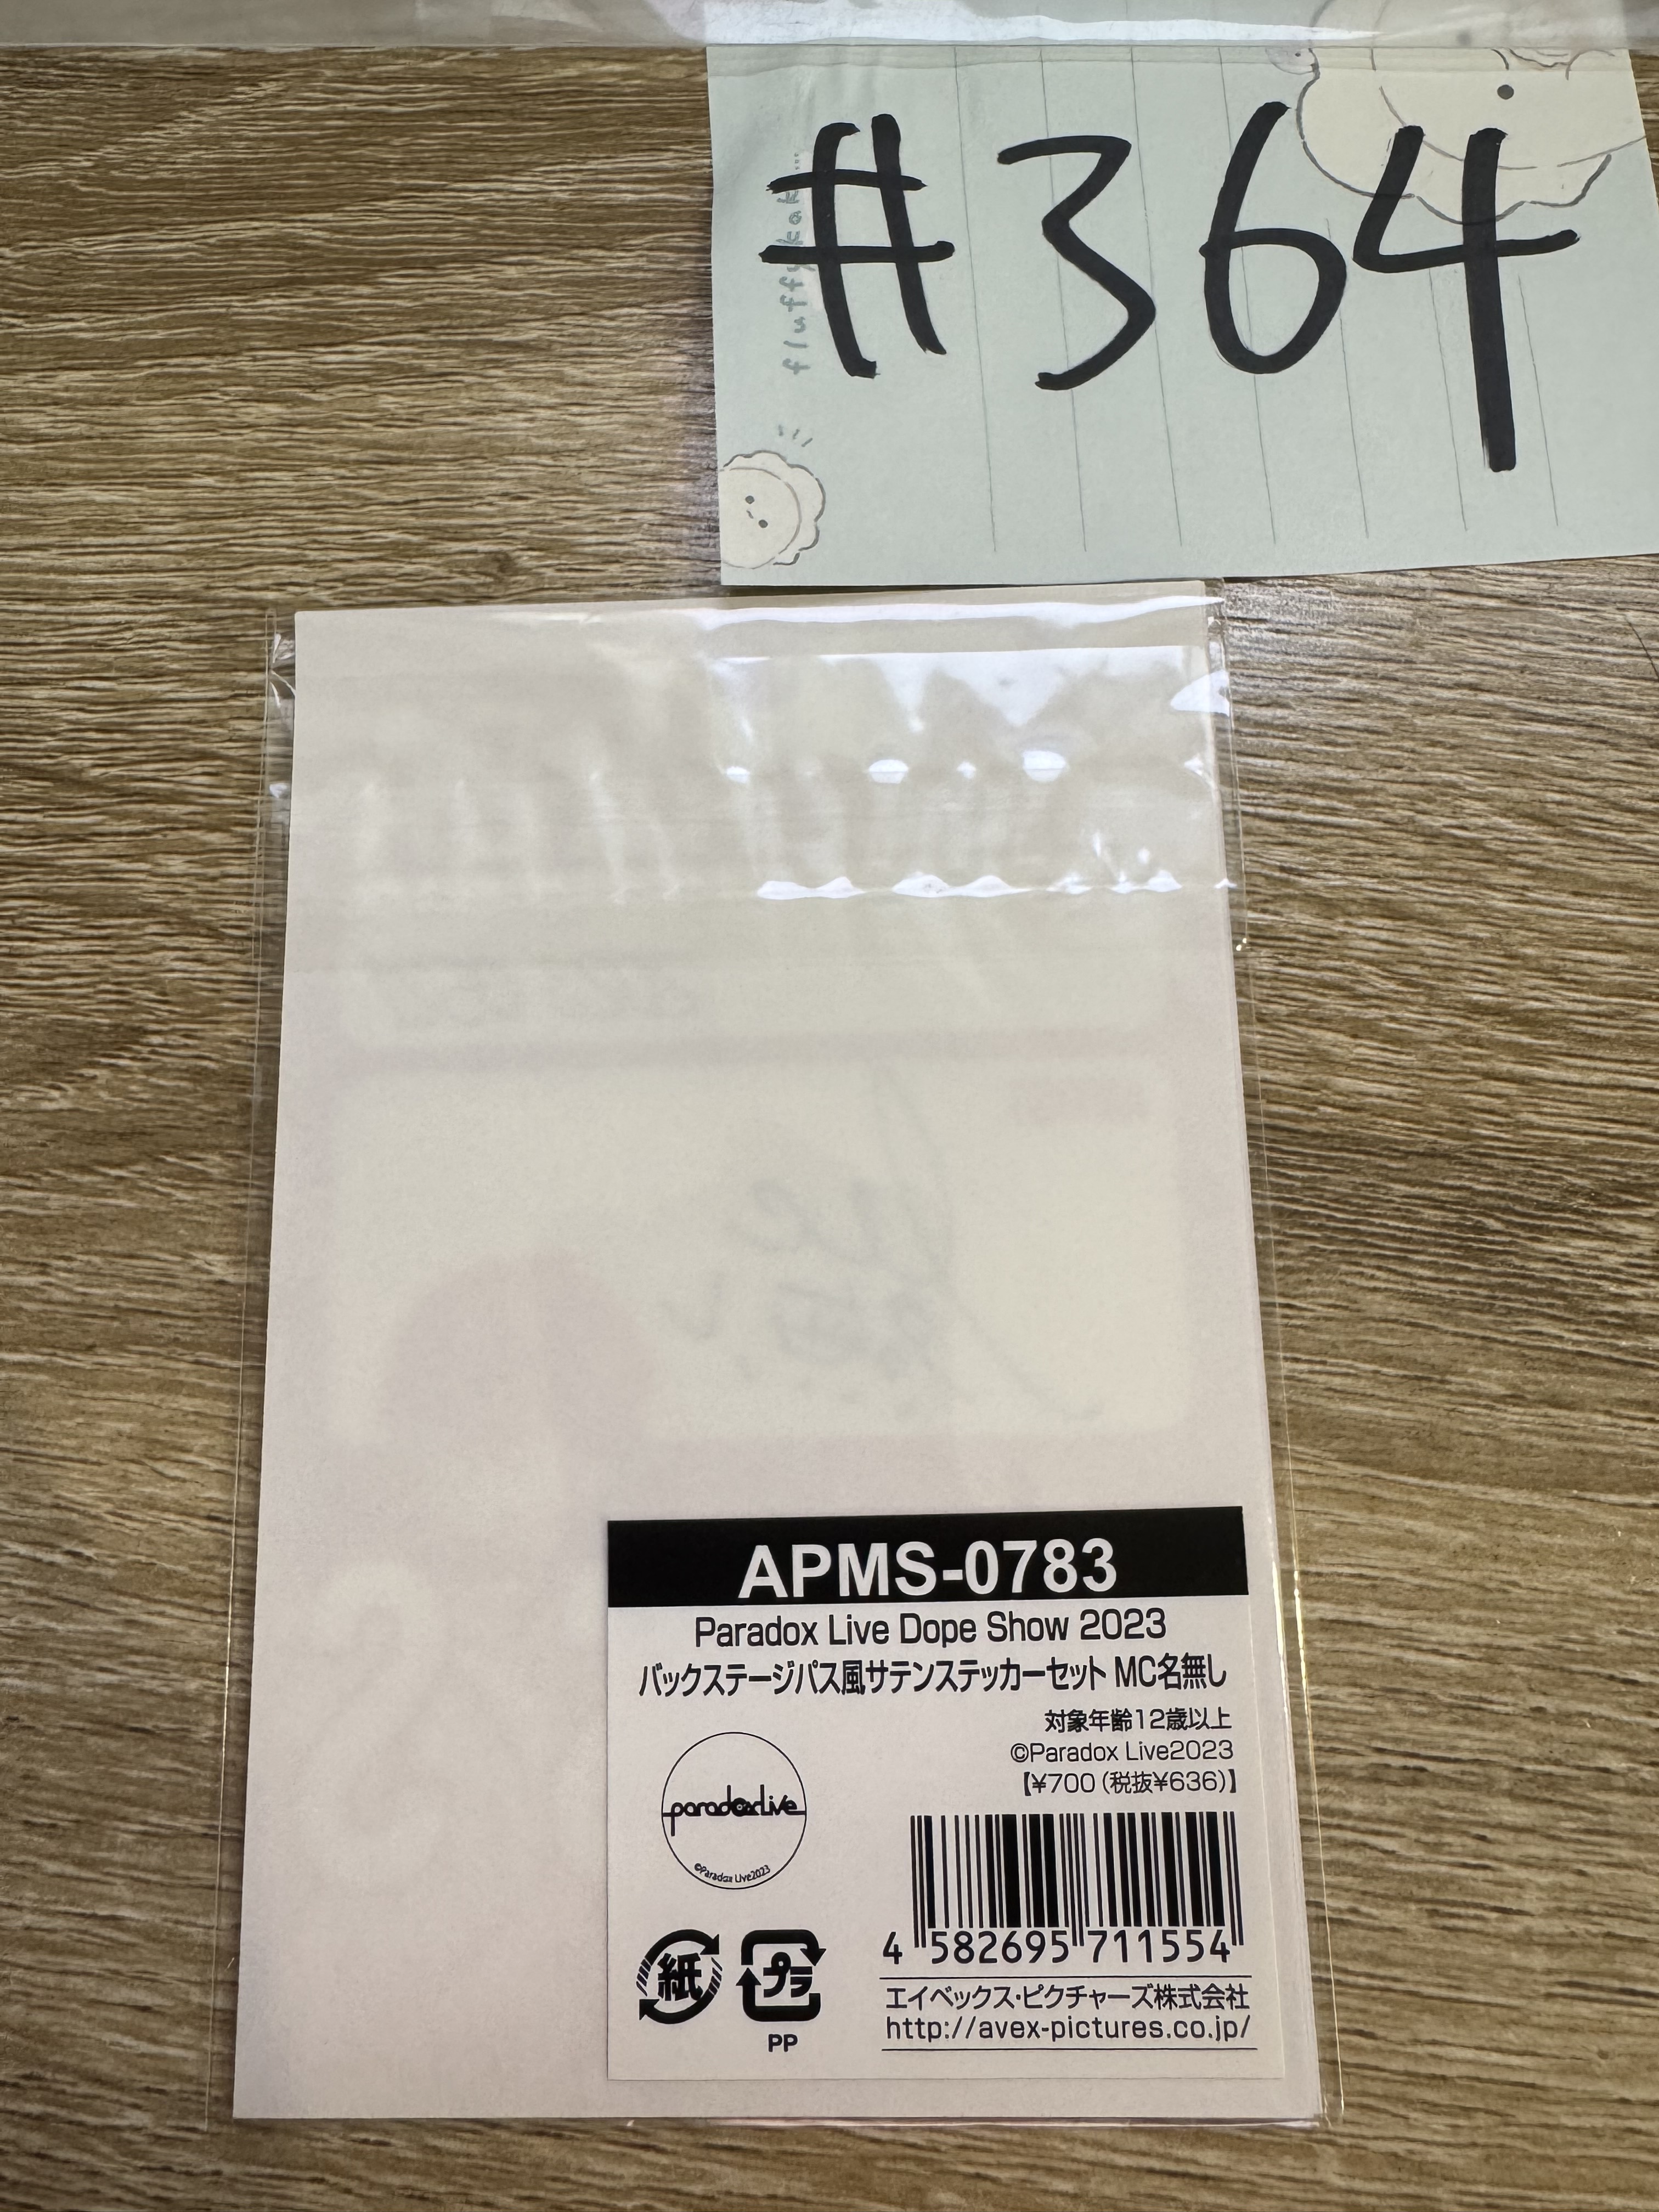 #364
APMS-0783
Paradox Live Dope Show 2023
バックステージパス風サテンステッカーセット MC名無し
対象年齢12歳以上
©Paradox Live2023
【¥700(税抜¥636)】
paradoxlive
©Paradox Live2023
4 582695 711554
紙
プラ
PP
エイベックス・ピクチャーズ株式会社
http://avex-pictures.co.jp/